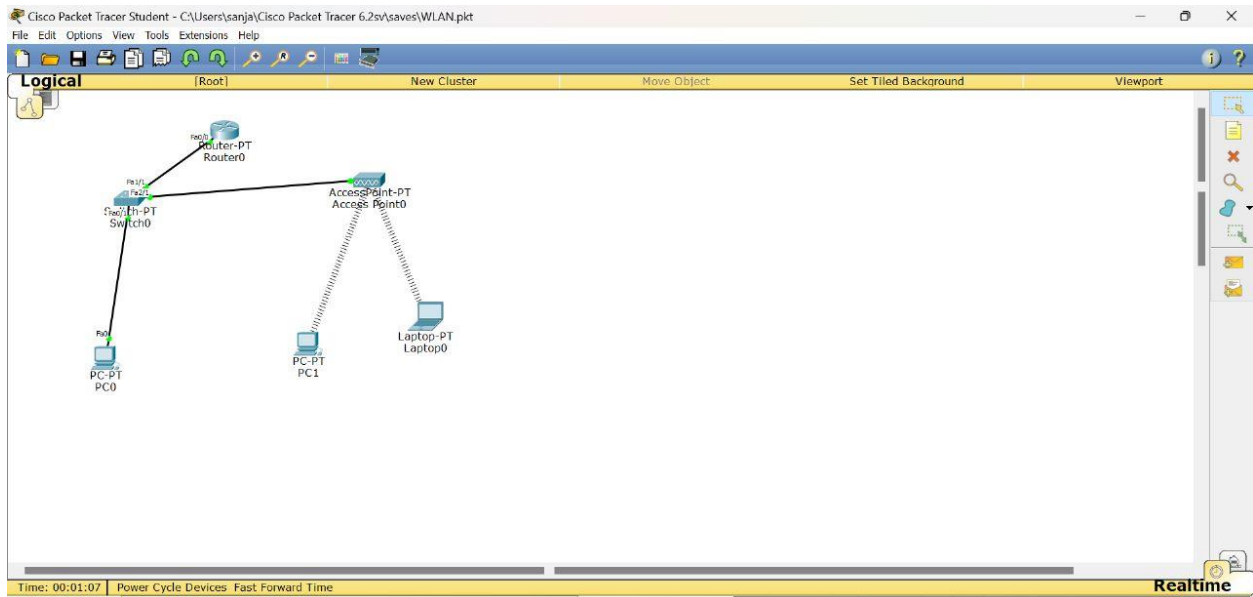 Cisco Packet Tracer Student - C:\Users\sanja\Cisco Packet Tracer 6.2sv\saves\WLAN.pkt
File Edit Options View Tools Extensions Help
Logical [Root] New Cluster Move Object Set Tiled Background Viewport
Fa0/0
Router-PT
Router0
Fa1/1
Fa2/1
AccessPoint-PT
Access Point0
Fa0/1
Switch-PT
Switch0
Fa0
PC-PT
PC0
PC-PT
PC1
Laptop-PT
Laptop0
Time: 00:01:07 Power Cycle Devices Fast Forward Time Realtime